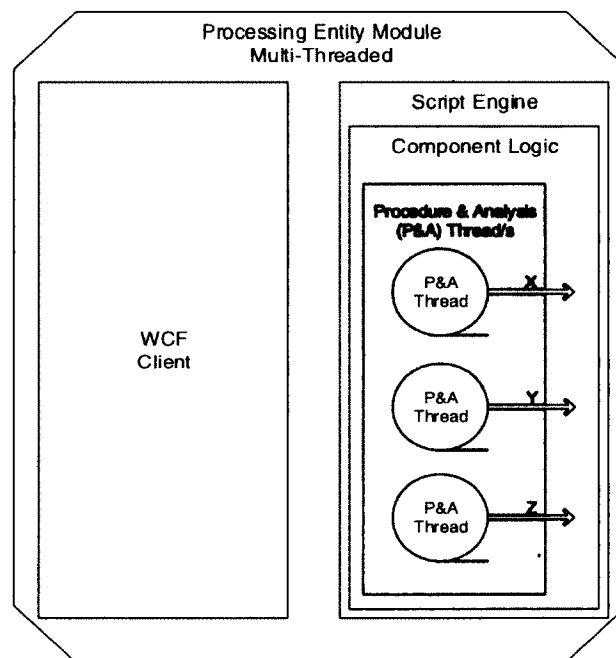 Processing Entity Module
Multi-Threaded
WCF
Client
Script Engine
Component Logic
Procedure & Analysis
(P&A) Thread/s
P&A
Thread
X
P&A
Thread
Y
P&A
Thread
Z